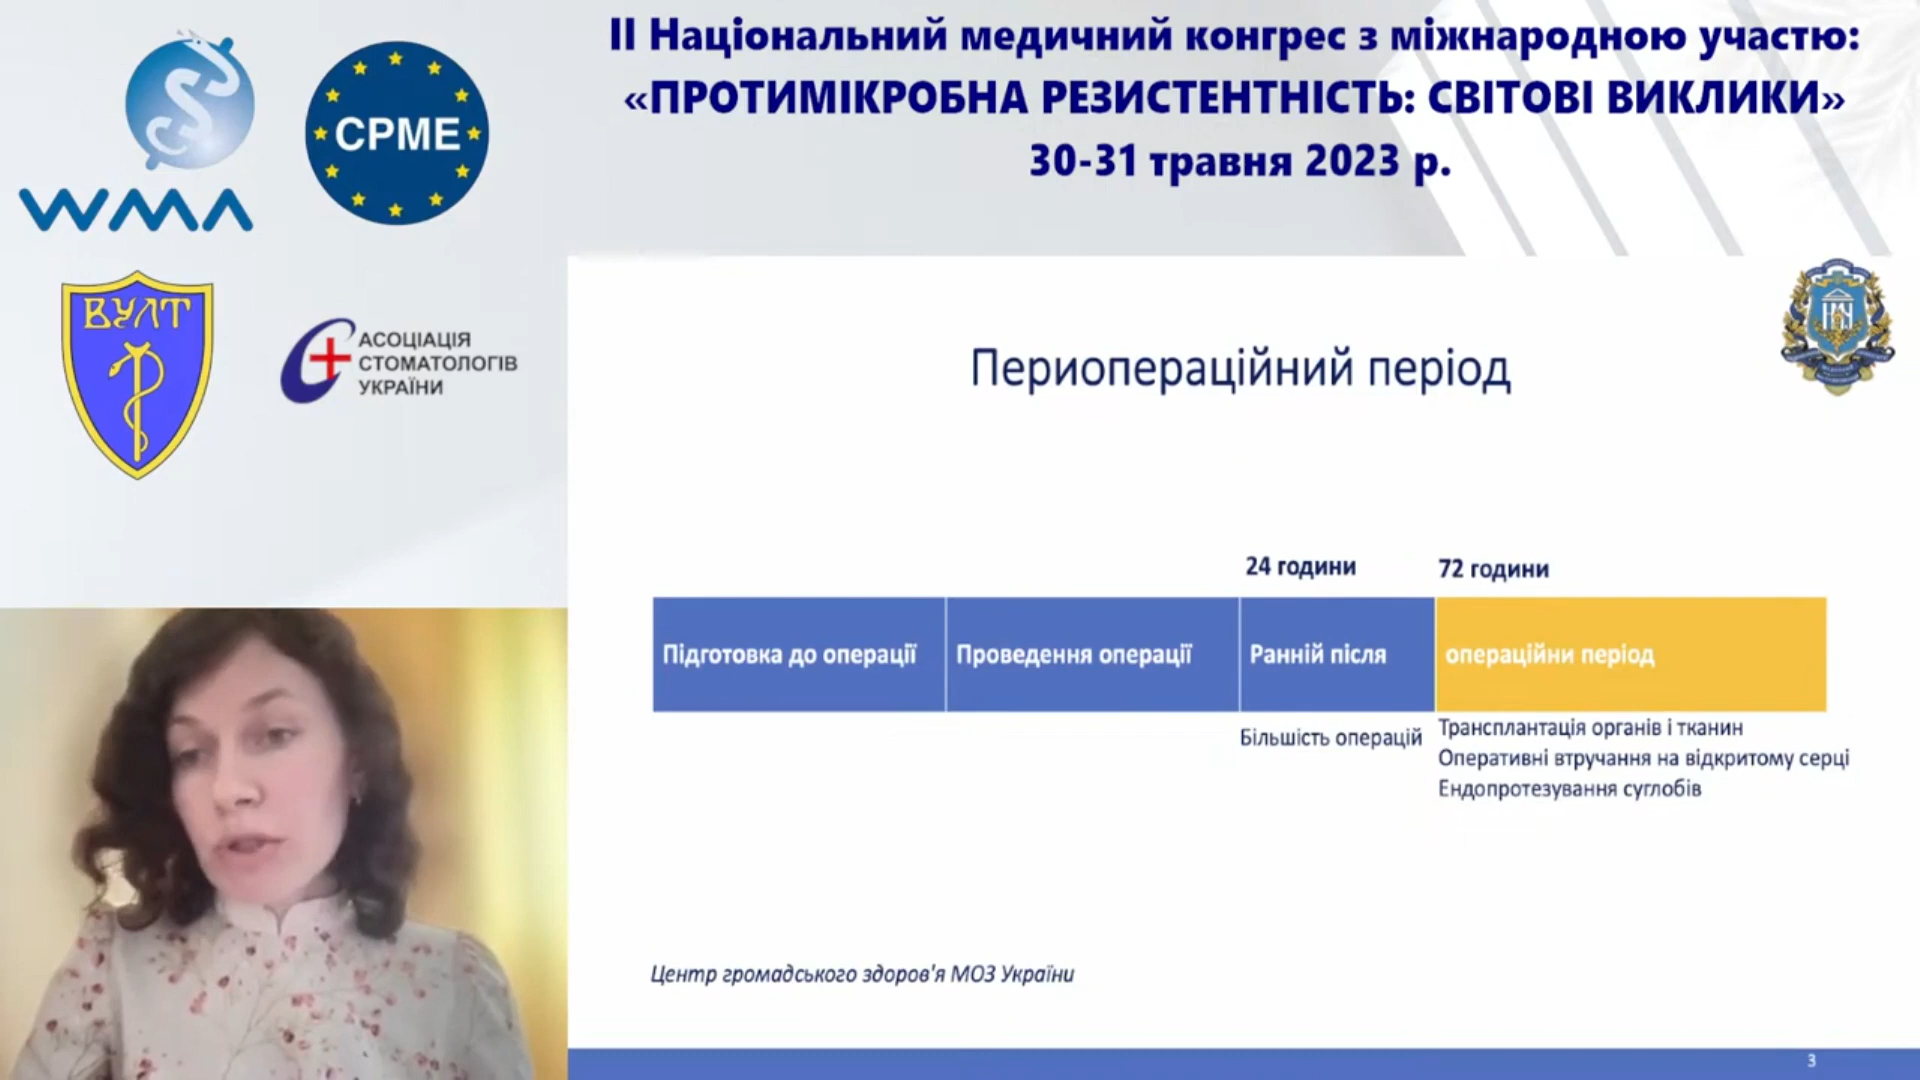 II Національний медичний конгрес з міжнародною участю:
«ПРОТИМІКРОБНА РЕЗИСТЕНТНІСТЬ: СВІТОВІ ВИКЛИКИ»
30-31 травня 2023 р.
WMA
CPME
ВУЛТ
АСОЦІАЦІЯ
СТОМАТОЛОГІВ
УКРАЇНИ
Периопераційний період
24 години
72 години
Підготовка до операції
Проведення операції
Ранній після
операційни період
Більшість операцій
Трансплантація органів і тканин
Оперативні втручання на відкритому серці
Ендопротезування суглобів
Центр громадського здоров'я МОЗ України
3